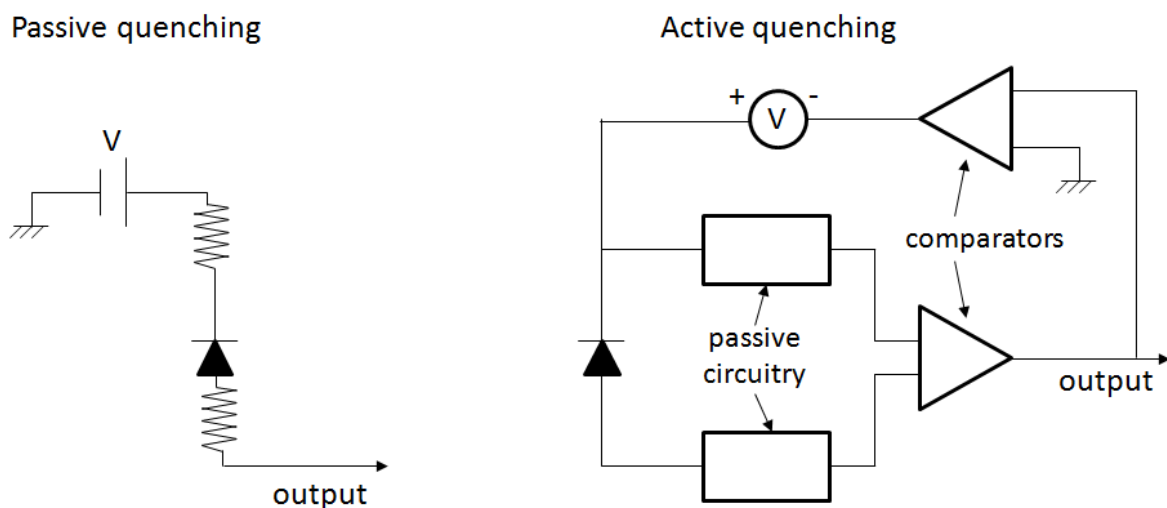 Passive quenching
V
output
Active quenching
+ V -
comparators
passive
circuitry
output